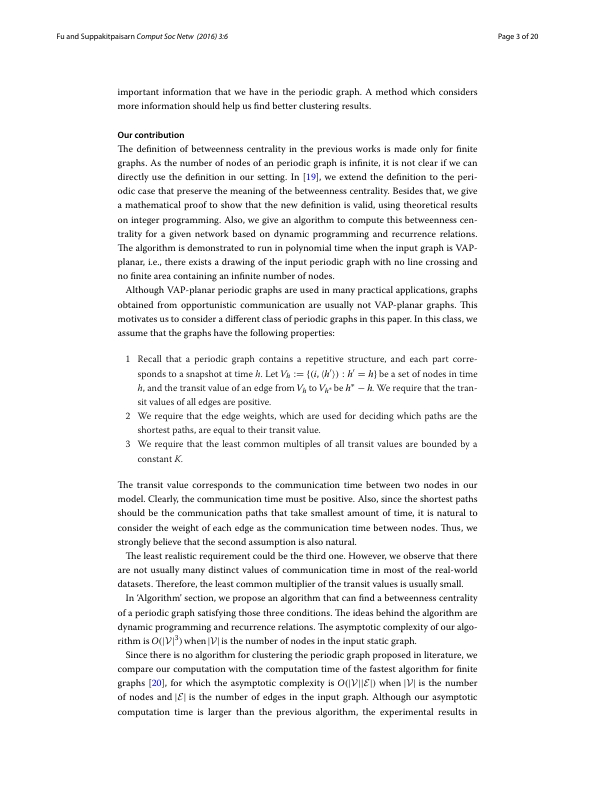 Fu and Suppakitpaisarn Comput Soc Netw (2016) 3:6
Page 3 of 20
important information that we have in the periodic graph. A method which considers
more information should help us find better clustering results.
Our contribution
The definition of betweenness centrality in the previous works is made only for finite
graphs. As the number of nodes of an periodic graph is infinite, it is not clear if we can
directly use the definition in our setting. In [19], we extend the definition to the peri-
odic case that preserve the meaning of the betweenness centrality. Besides that, we give
a mathematical proof to show that the new definition is valid, using theoretical results
on integer programming. Also, we give an algorithm to compute this betweenness cen-
trality for a given network based on dynamic programming and recurrence relations.
The algorithm is demonstrated to run in polynomial time when the input graph is VAP-
planar, i.e., there exists a drawing of the input periodic graph with no line crossing and
no finite area containing an infinite number of nodes.
Although VAP-planar periodic graphs are used in many practical applications, graphs
obtained from opportunistic communication are usually not VAP-planar graphs. This
motivates us to consider a different class of periodic graphs in this paper. In this class, we
assume that the graphs have the following properties:
1 Recall that a periodic graph contains a repetitive structure, and each part corre-
sponds to a snapshot at time h. Let Vh := {(i, ⟨h′⟩) : h′ = h} be a set of nodes in time
h, and the transit value of an edge from Vh to Vh* be h* − h. We require that the tran-
sit values of all edges are positive.
2 We require that the edge weights, which are used for deciding which paths are the
shortest paths, are equal to their transit value.
3 We require that the least common multiples of all transit values are bounded by a
constant K.
The transit value corresponds to the communication time between two nodes in our
model. Clearly, the communication time must be positive. Also, since the shortest paths
should be the communication paths that take smallest amount of time, it is natural to
consider the weight of each edge as the communication time between nodes. Thus, we
strongly believe that the second assumption is also natural.
The least realistic requirement could be the third one. However, we observe that there
are not usually many distinct values of communication time in most of the real-world
datasets. Therefore, the least common multiplier of the transit values is usually small.
In ‘Algorithm’ section, we propose an algorithm that can find a betweenness centrality
of a periodic graph satisfying those three conditions. The ideas behind the algorithm are
dynamic programming and recurrence relations. The asymptotic complexity of our algo-
rithm is O(|𝒱|³) when |𝒱| is the number of nodes in the input static graph.
Since there is no algorithm for clustering the periodic graph proposed in literature, we
compare our computation with the computation time of the fastest algorithm for finite
graphs [20], for which the asymptotic complexity is O(|𝒱||ℰ|) when |𝒱| is the number
of nodes and |ℰ| is the number of edges in the input graph. Although our asymptotic
computation time is larger than the previous algorithm, the experimental results in